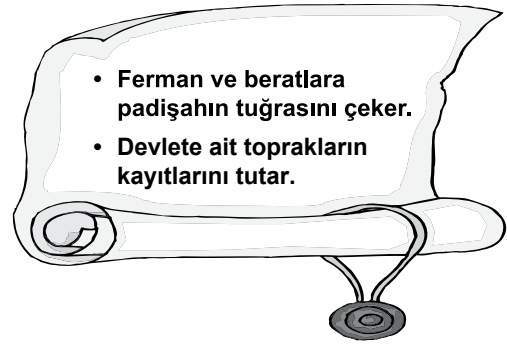 • Ferman ve beratlara
padişahın tuğrasını çeker.
• Devlete ait toprakların
kayıtlarını tutar.